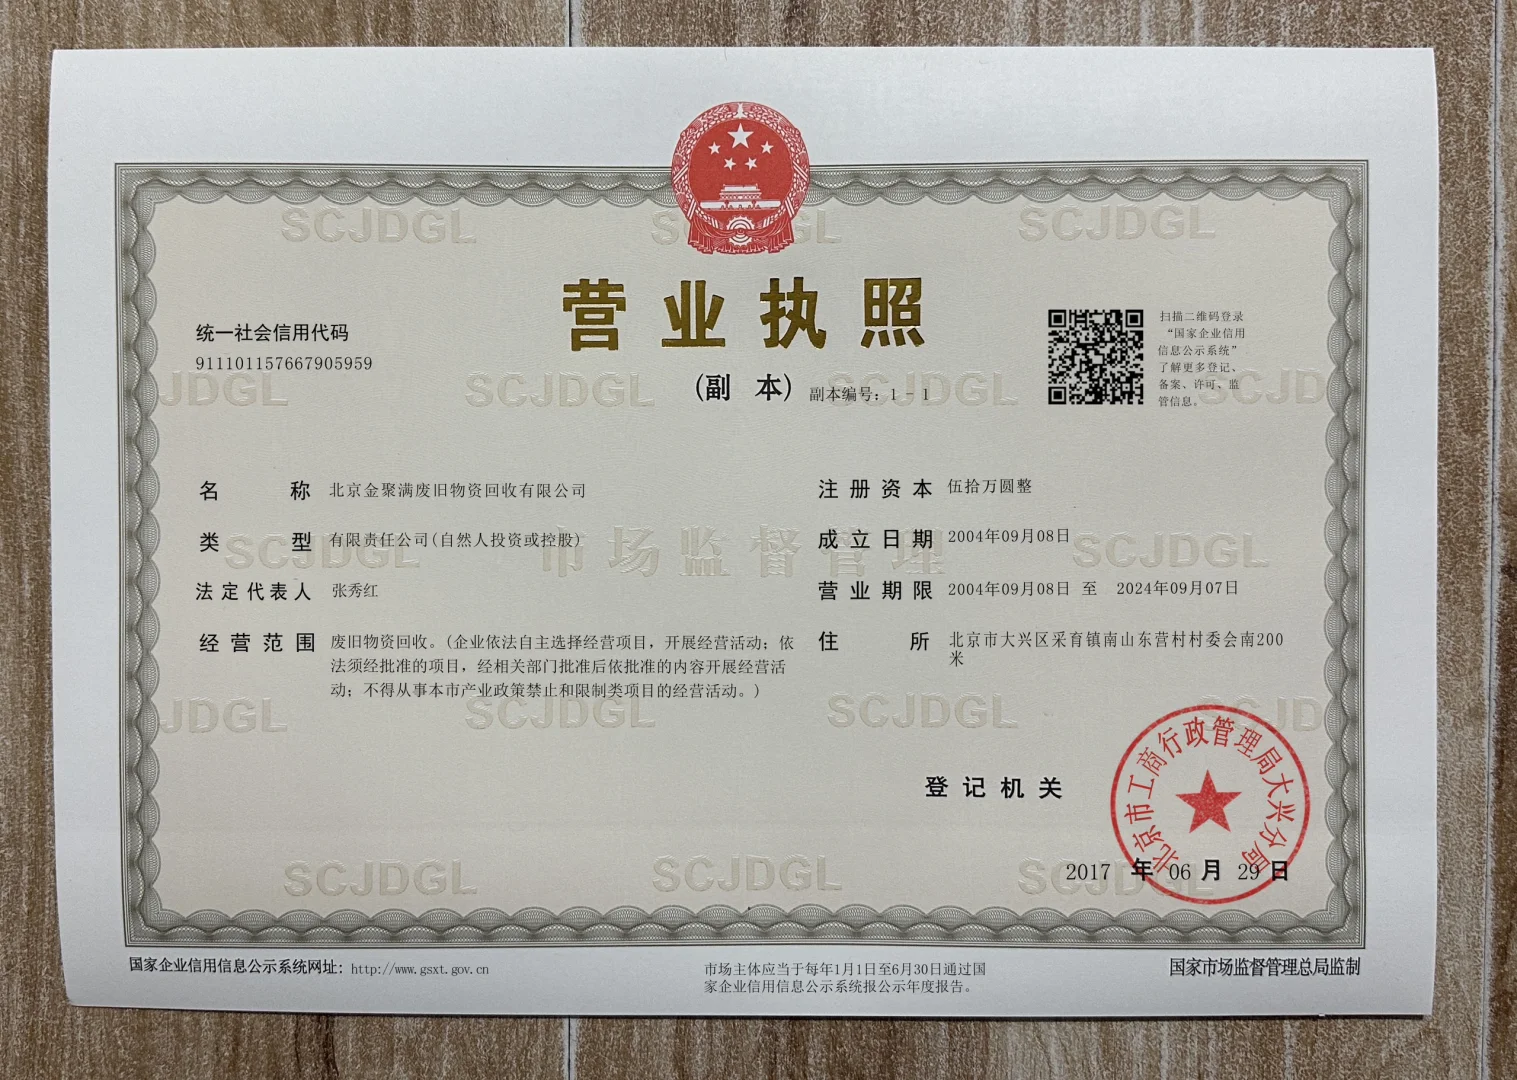 营业执照
(副 本) 副本编号：1-1
统一社会信用代码
911101157667905959
扫描二维码登录
“国家企业信用
信息公示系统”
了解更多登记、
备案、许可、监
管信息。
名 称 北京金聚满废旧物资回收有限公司
类 型 有限责任公司(自然人投资或控股)
法定代表人 张秀红
经营范围 废旧物资回收。(企业依法自主选择经营项目，开展经营活动；依
法须经批准的项目，经相关部门批准后依批准的内容开展经营活
动；不得从事本市产业政策禁止和限制类项目的经营活动。)
注册资本 伍拾万圆整
成立日期 2004年09月08日
营业期限 2004年09月08日 至 2024年09月07日
住 所 北京市大兴区采育镇南山东营村村委会南200
米
市场监督管理
SCJDGL
登记机关
北京市工商行政管理局大兴分局
2017 年 06 月 29 日
国家企业信用信息公示系统网址：http://www.gsxt.gov.cn
市场主体应当于每年1月1日至6月30日通过国
家企业信用信息公示系统报公示年度报告。
国家市场监督管理总局监制